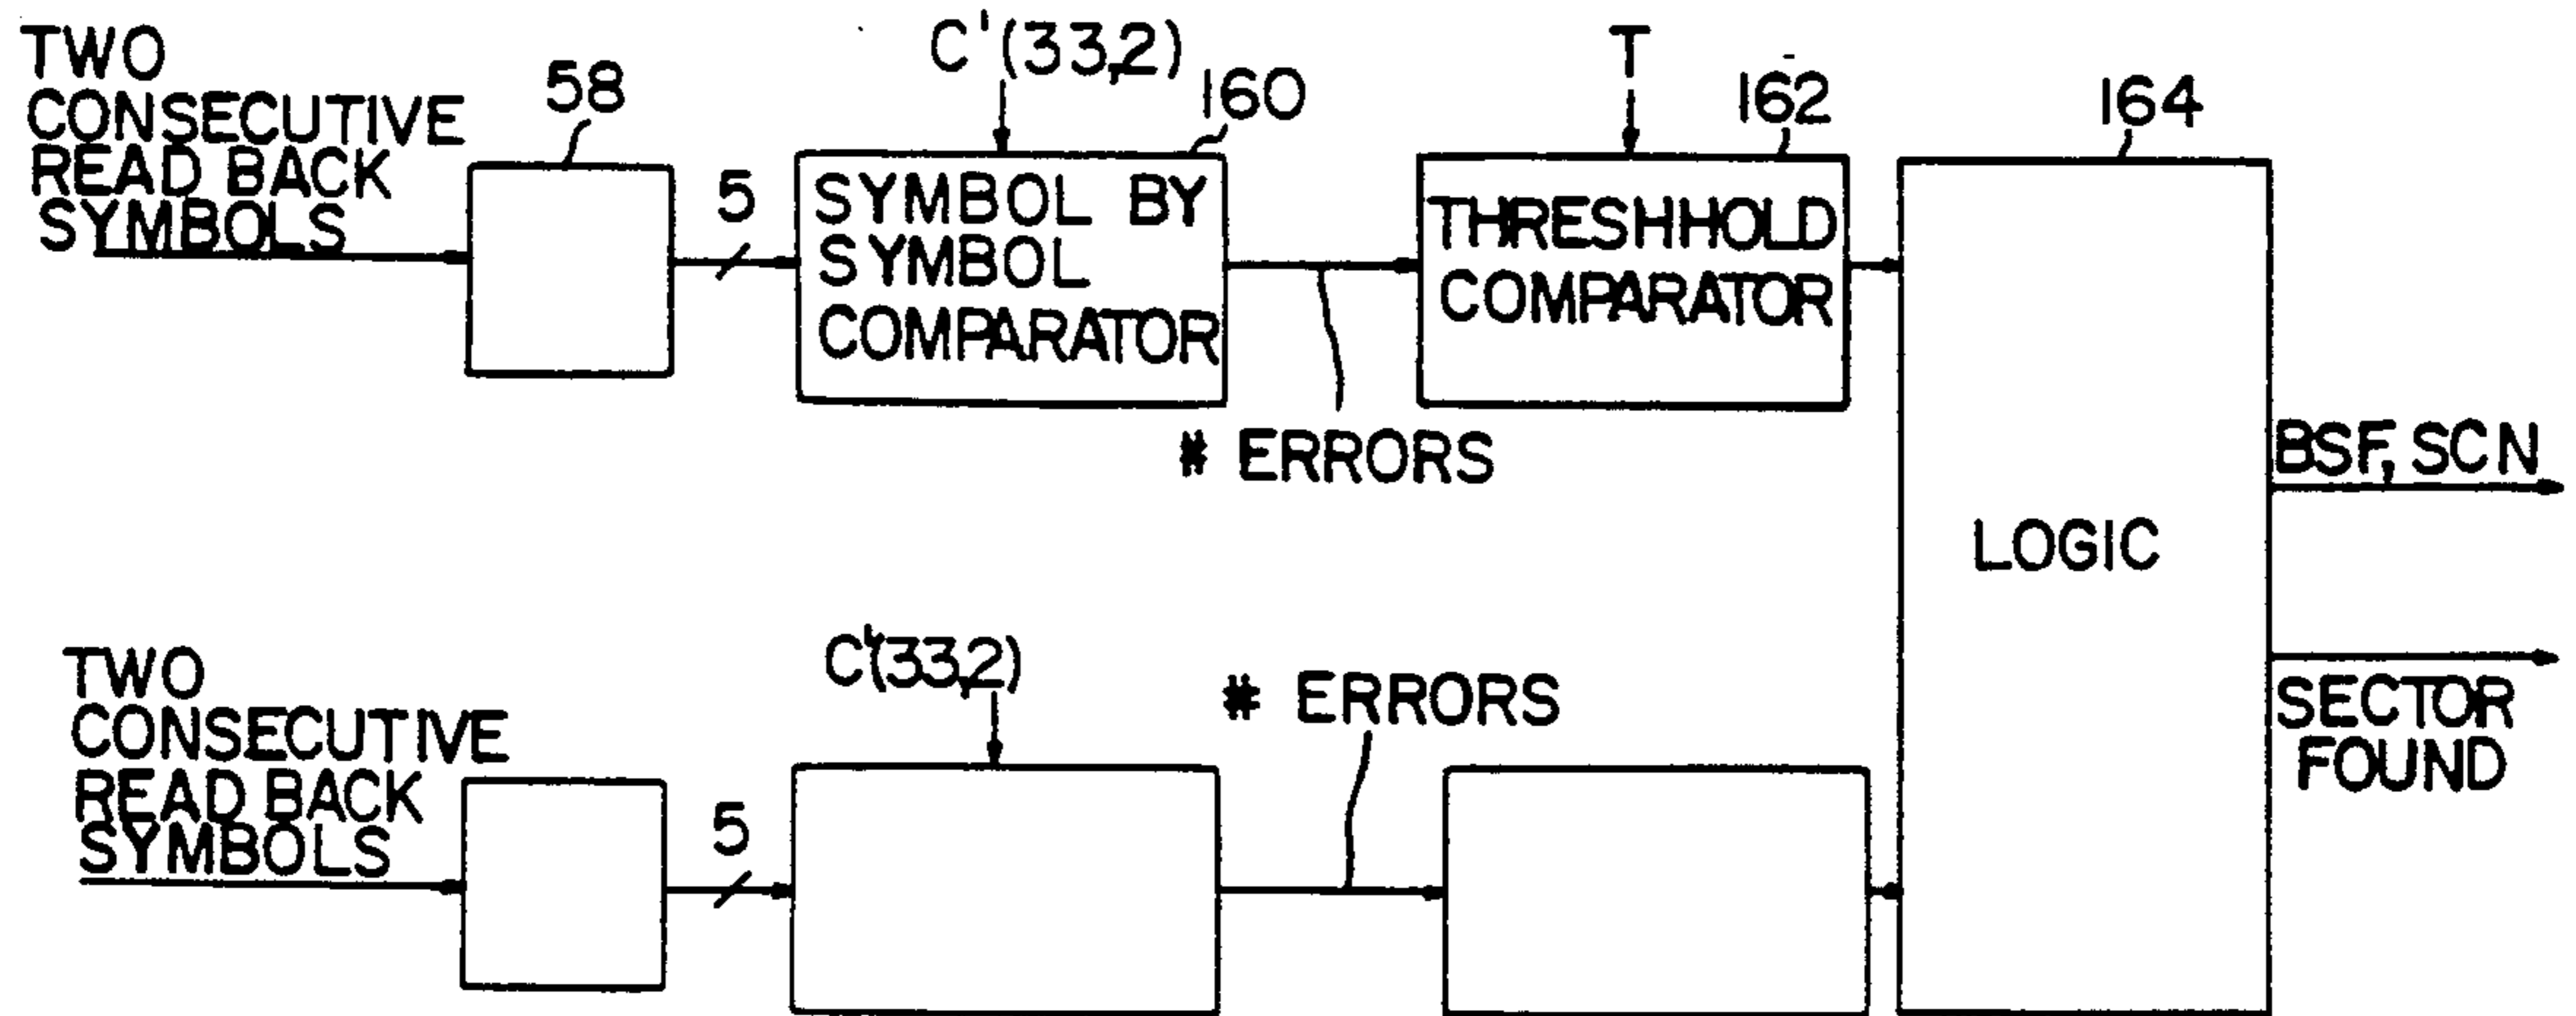 TWO
CONSECUTIVE
READ BACK
SYMBOLS
58
5
C'(33,2)
160
SYMBOL BY
SYMBOL
COMPARATOR
# ERRORS
T
162
THRESHHOLD
COMPARATOR
164
LOGIC
BSF, SCN
SECTOR
FOUND
TWO
CONSECUTIVE
READ BACK
SYMBOLS
5
C'(33,2)
# ERRORS